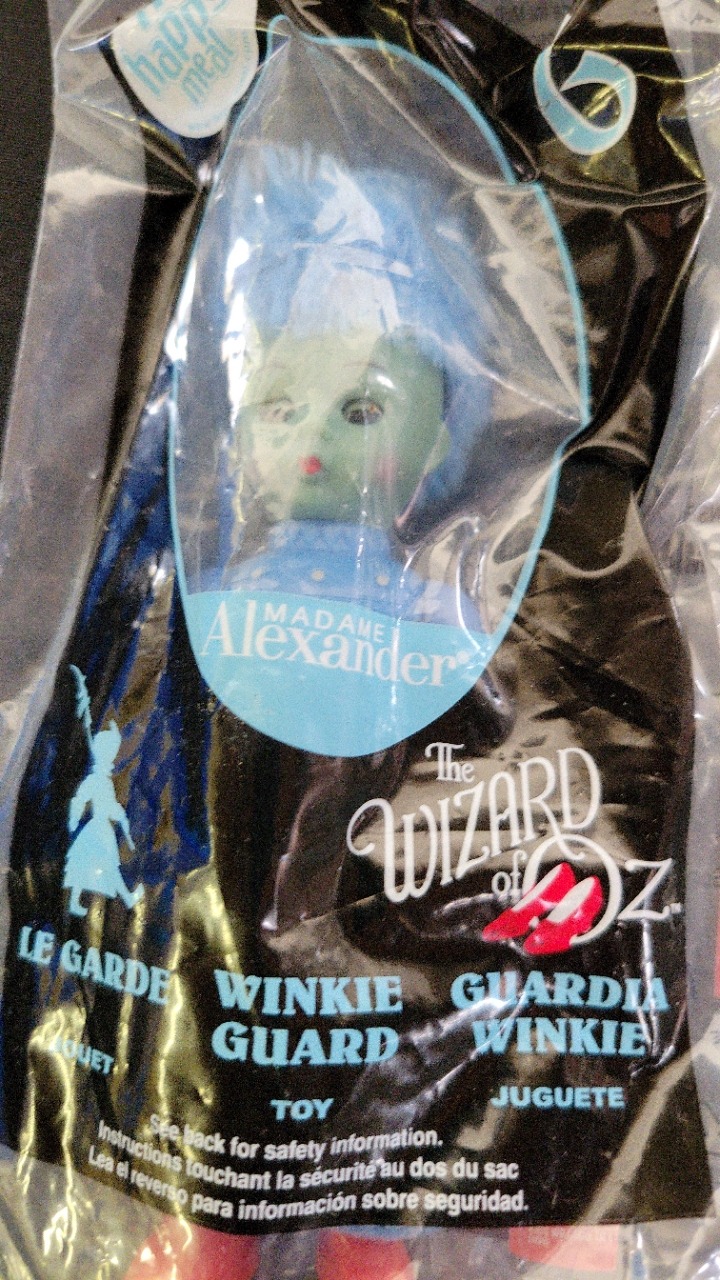 happy
meal
6
MADAME
Alexander®
The
WIZARD
of OZ.
LE GARDE
WINKIE
GUARD
GUARDIA
WINKIE
TOY
JUGUETE
See back for safety information.
Instructions touchant la sécurité au dos du sac
Lea el reverso para información sobre seguridad.